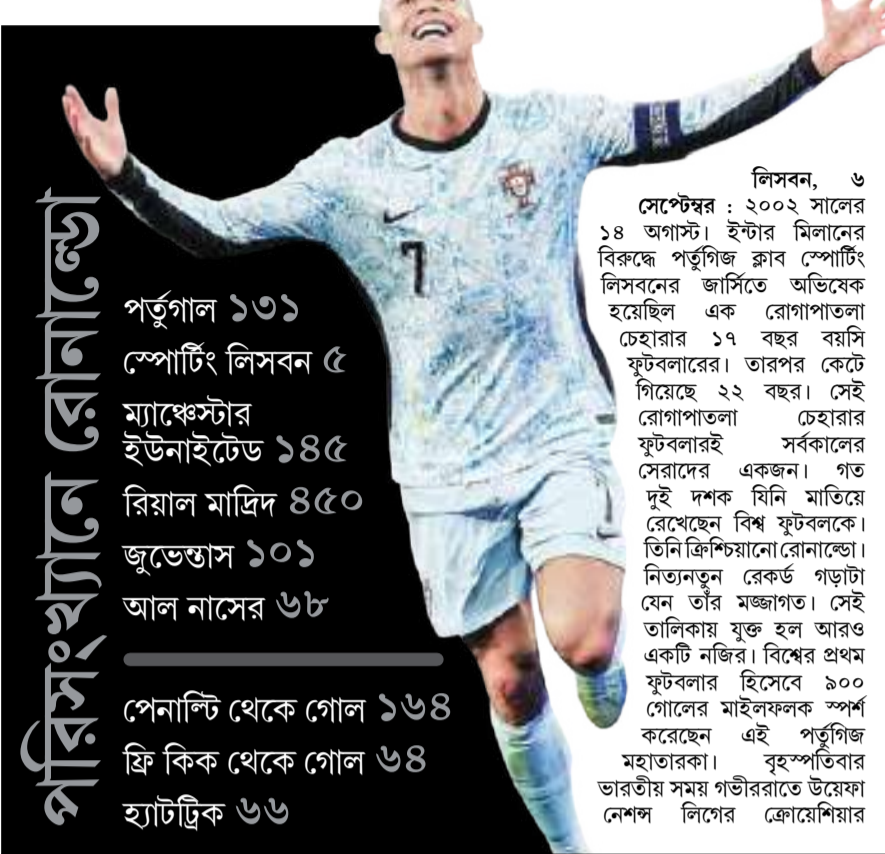 পরিসংখ্যানে রোনাল্ডো
পর্তুগাল ১৩১
স্পোর্টিং লিসবন ৫
ম্যাঞ্চেস্টার
ইউনাইটেড ১৪৫
রিয়াল মাদ্রিদ ৪৫০
জুভেন্তাস ১০১
আল নাসের ৬৮
পেনাল্টি থেকে গোল ১৬৪
ফ্রি কিক থেকে গোল ৬৪
হ্যাটট্রিক ৬৬
7
লিসবন, ৬
সেপ্টেম্বর : ২০০২ সালের
১৪ অগাস্ট। ইন্টার মিলানের
বিরুদ্ধে পর্তুগিজ ক্লাব স্পোর্টিং
লিসবনের জার্সিতে অভিষেক
হয়েছিল এক রোগাপাতলা
চেহারার ১৭ বছর বয়সি
ফুটবলারের। তারপর কেটে
গিয়েছে ২২ বছর। সেই
রোগাপাতলা চেহারার
ফুটবলারই সর্বকালের
সেরাদের একজন। গত
দুই দশক যিনি মাতিয়ে
রেখেছেন বিশ্ব ফুটবলকে।
তিনি ক্রিশ্চিয়ানো রোনাল্ডো।
নিত্যনতুন রেকর্ড গড়াটা
যেন তাঁর মজ্জাগত। সেই
তালিকায় যুক্ত হল আরও
একটি নজির। বিশ্বের প্রথম
ফুটবলার হিসেবে ৯০০
গোলের মাইলফলক স্পর্শ
করেছেন এই পর্তুগিজ
মহাতারকা। বৃহস্পতিবার
ভারতীয় সময় গভীররাতে উয়েফা
নেশন্স লিগের ক্রোয়েশিয়ার